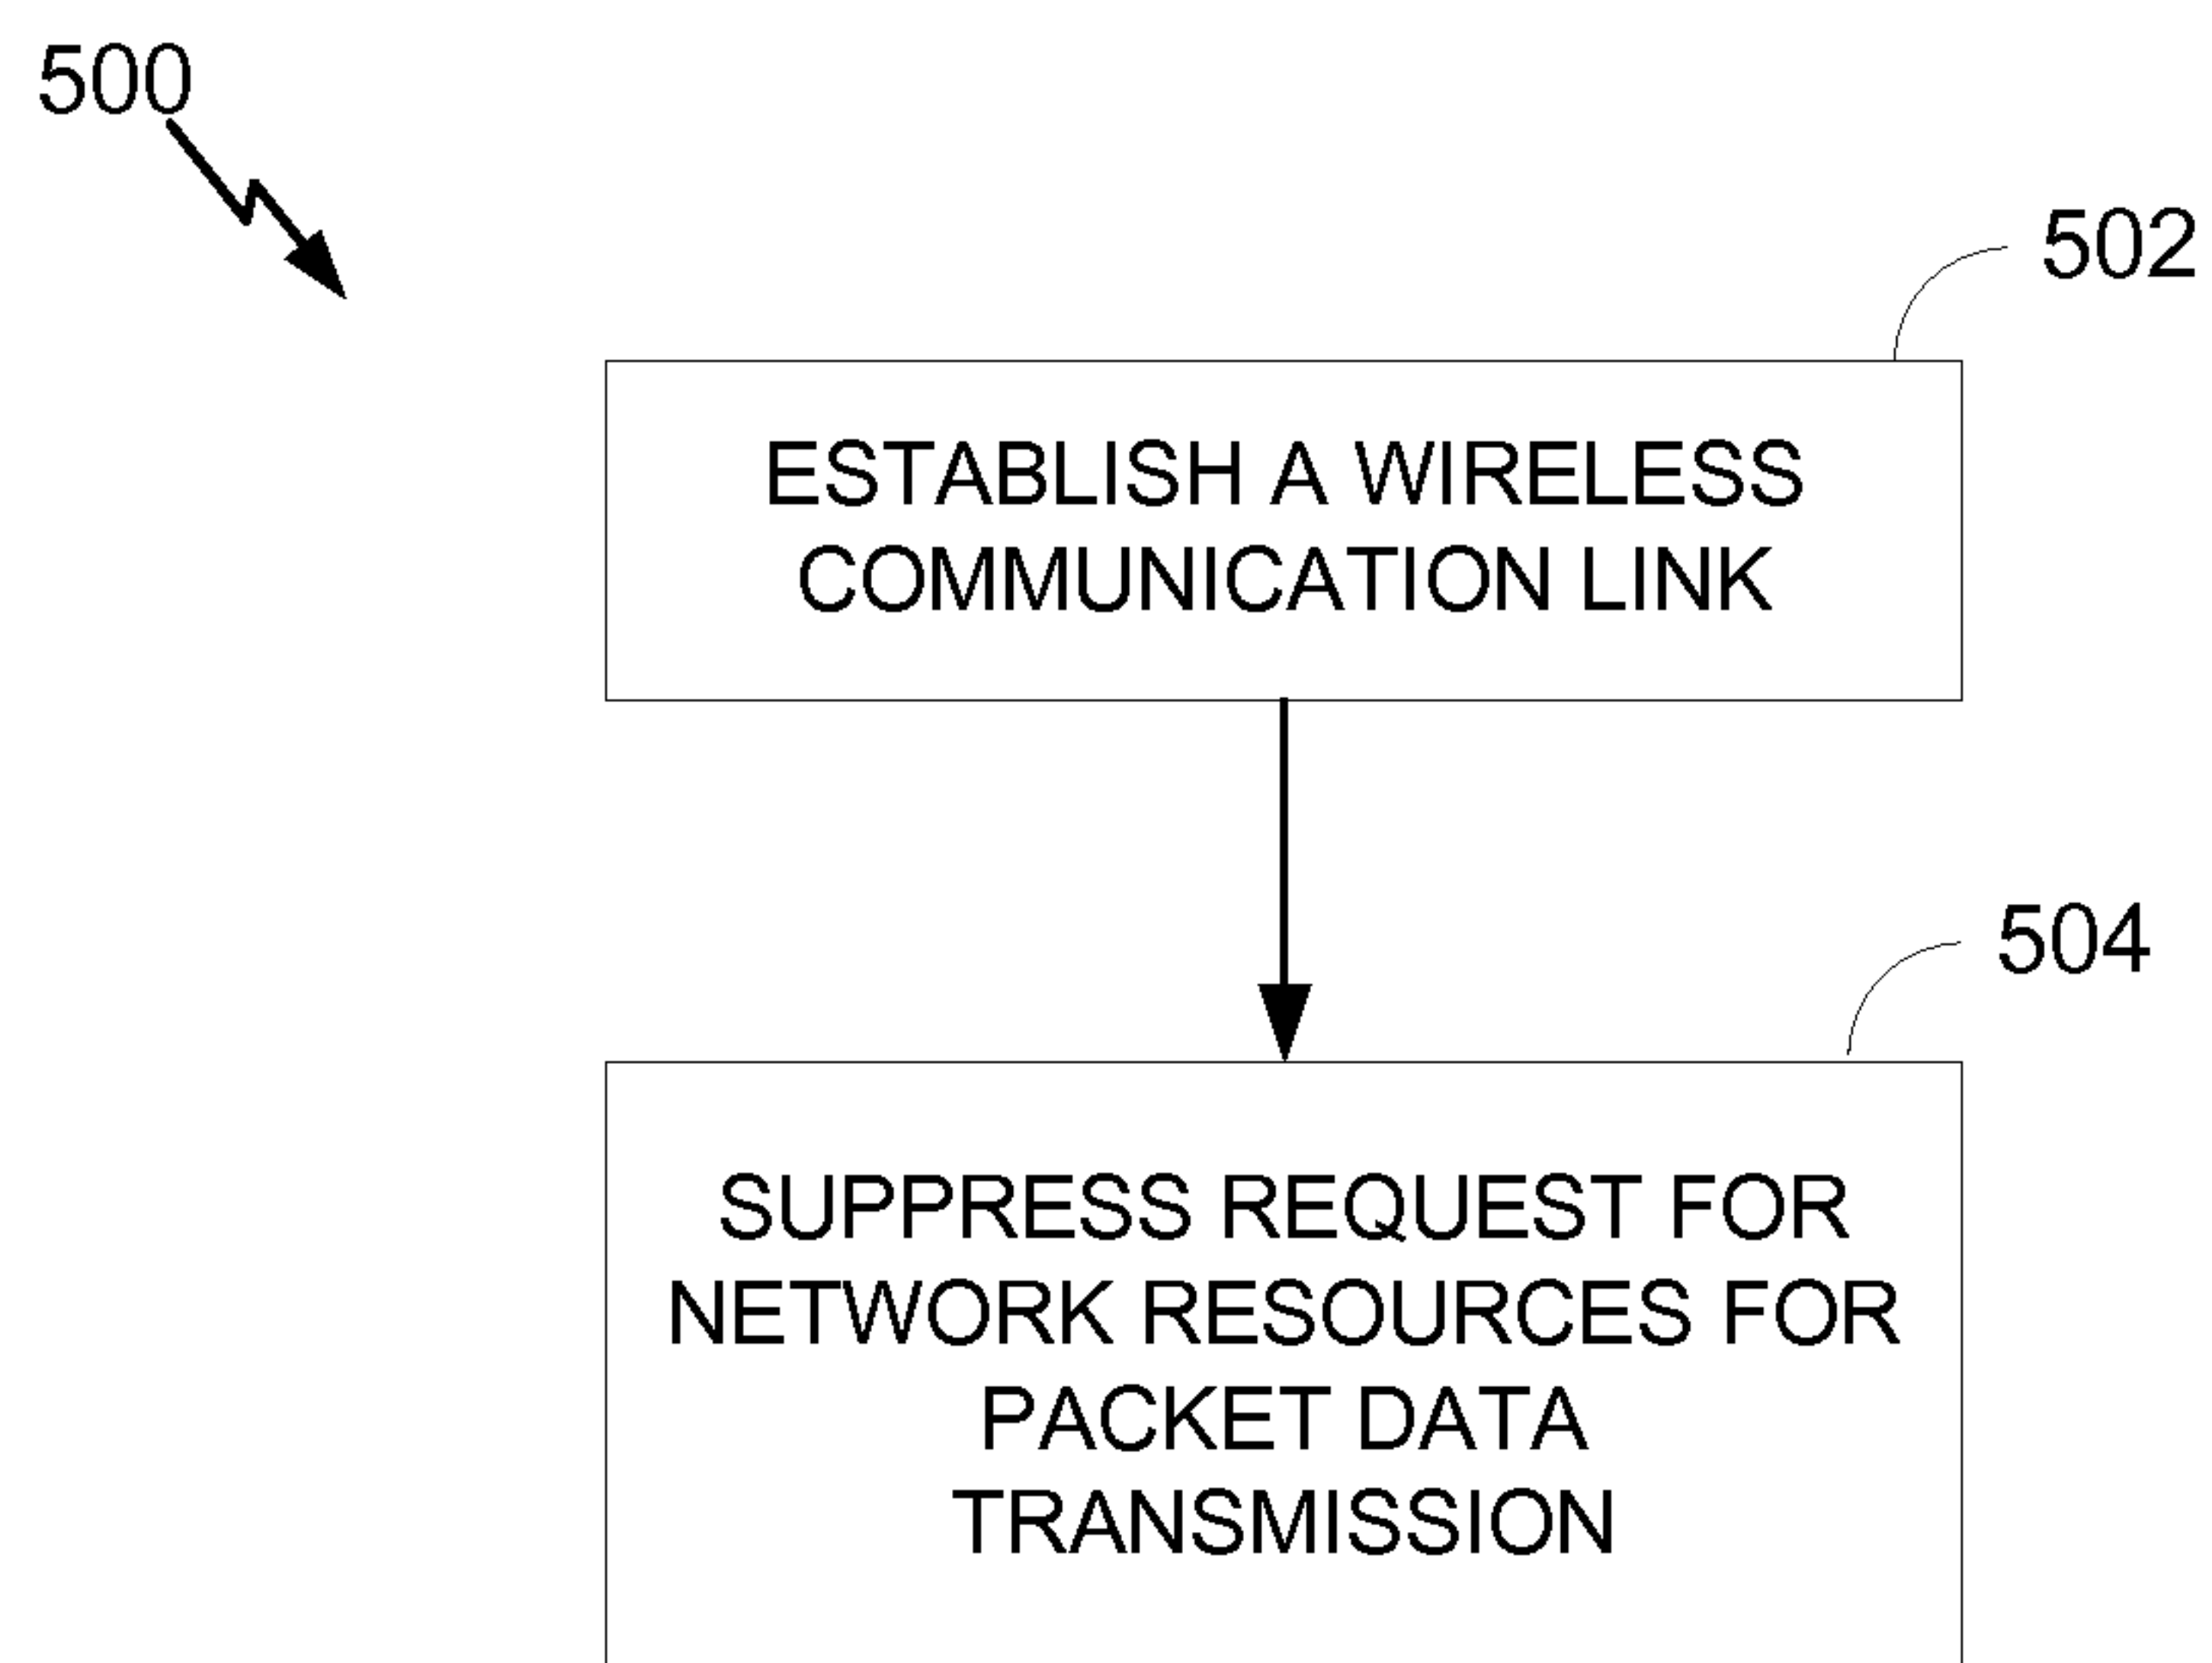 500
502
ESTABLISH A WIRELESS
COMMUNICATION LINK
504
SUPPRESS REQUEST FOR
NETWORK RESOURCES FOR
PACKET DATA
TRANSMISSION